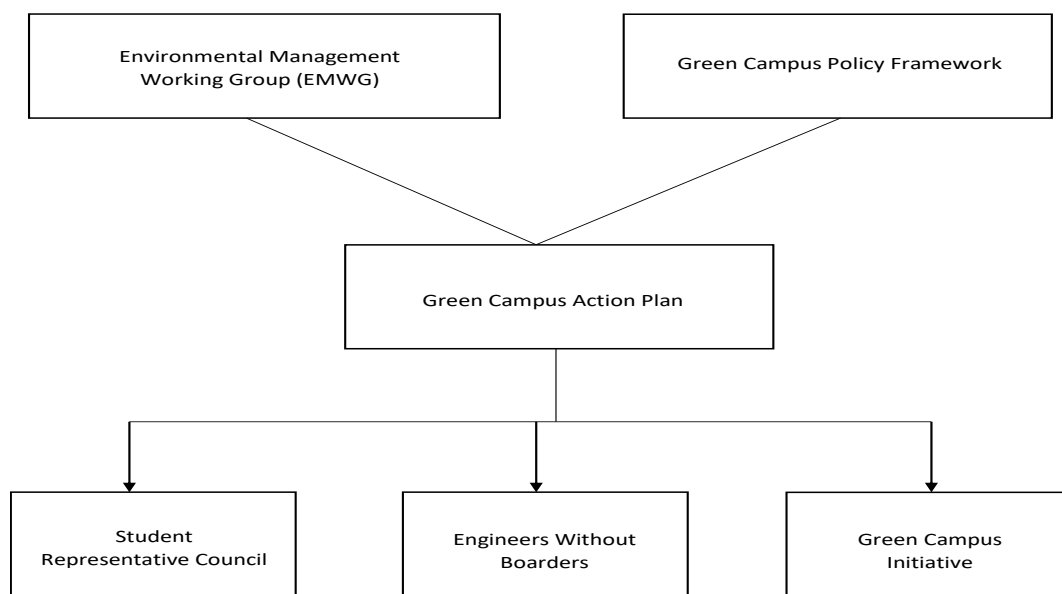 Environmental Management
Working Group (EMWG)
Green Campus Policy Framework
Green Campus Action Plan
Student
Representative Council
Engineers Without
Boarders
Green Campus
Initiative